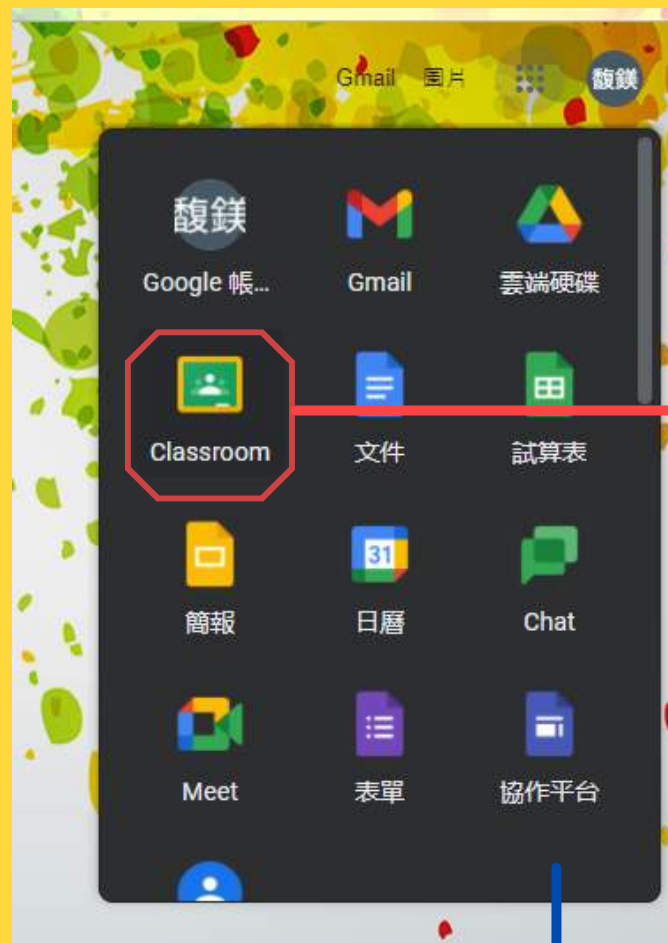 Gmail 圖片 馥鎂
馥鎂
Google 帳... Gmail 雲端硬碟
Classroom 文件 試算表
31
簡報 日曆 Chat
Meet 表單 協作平台